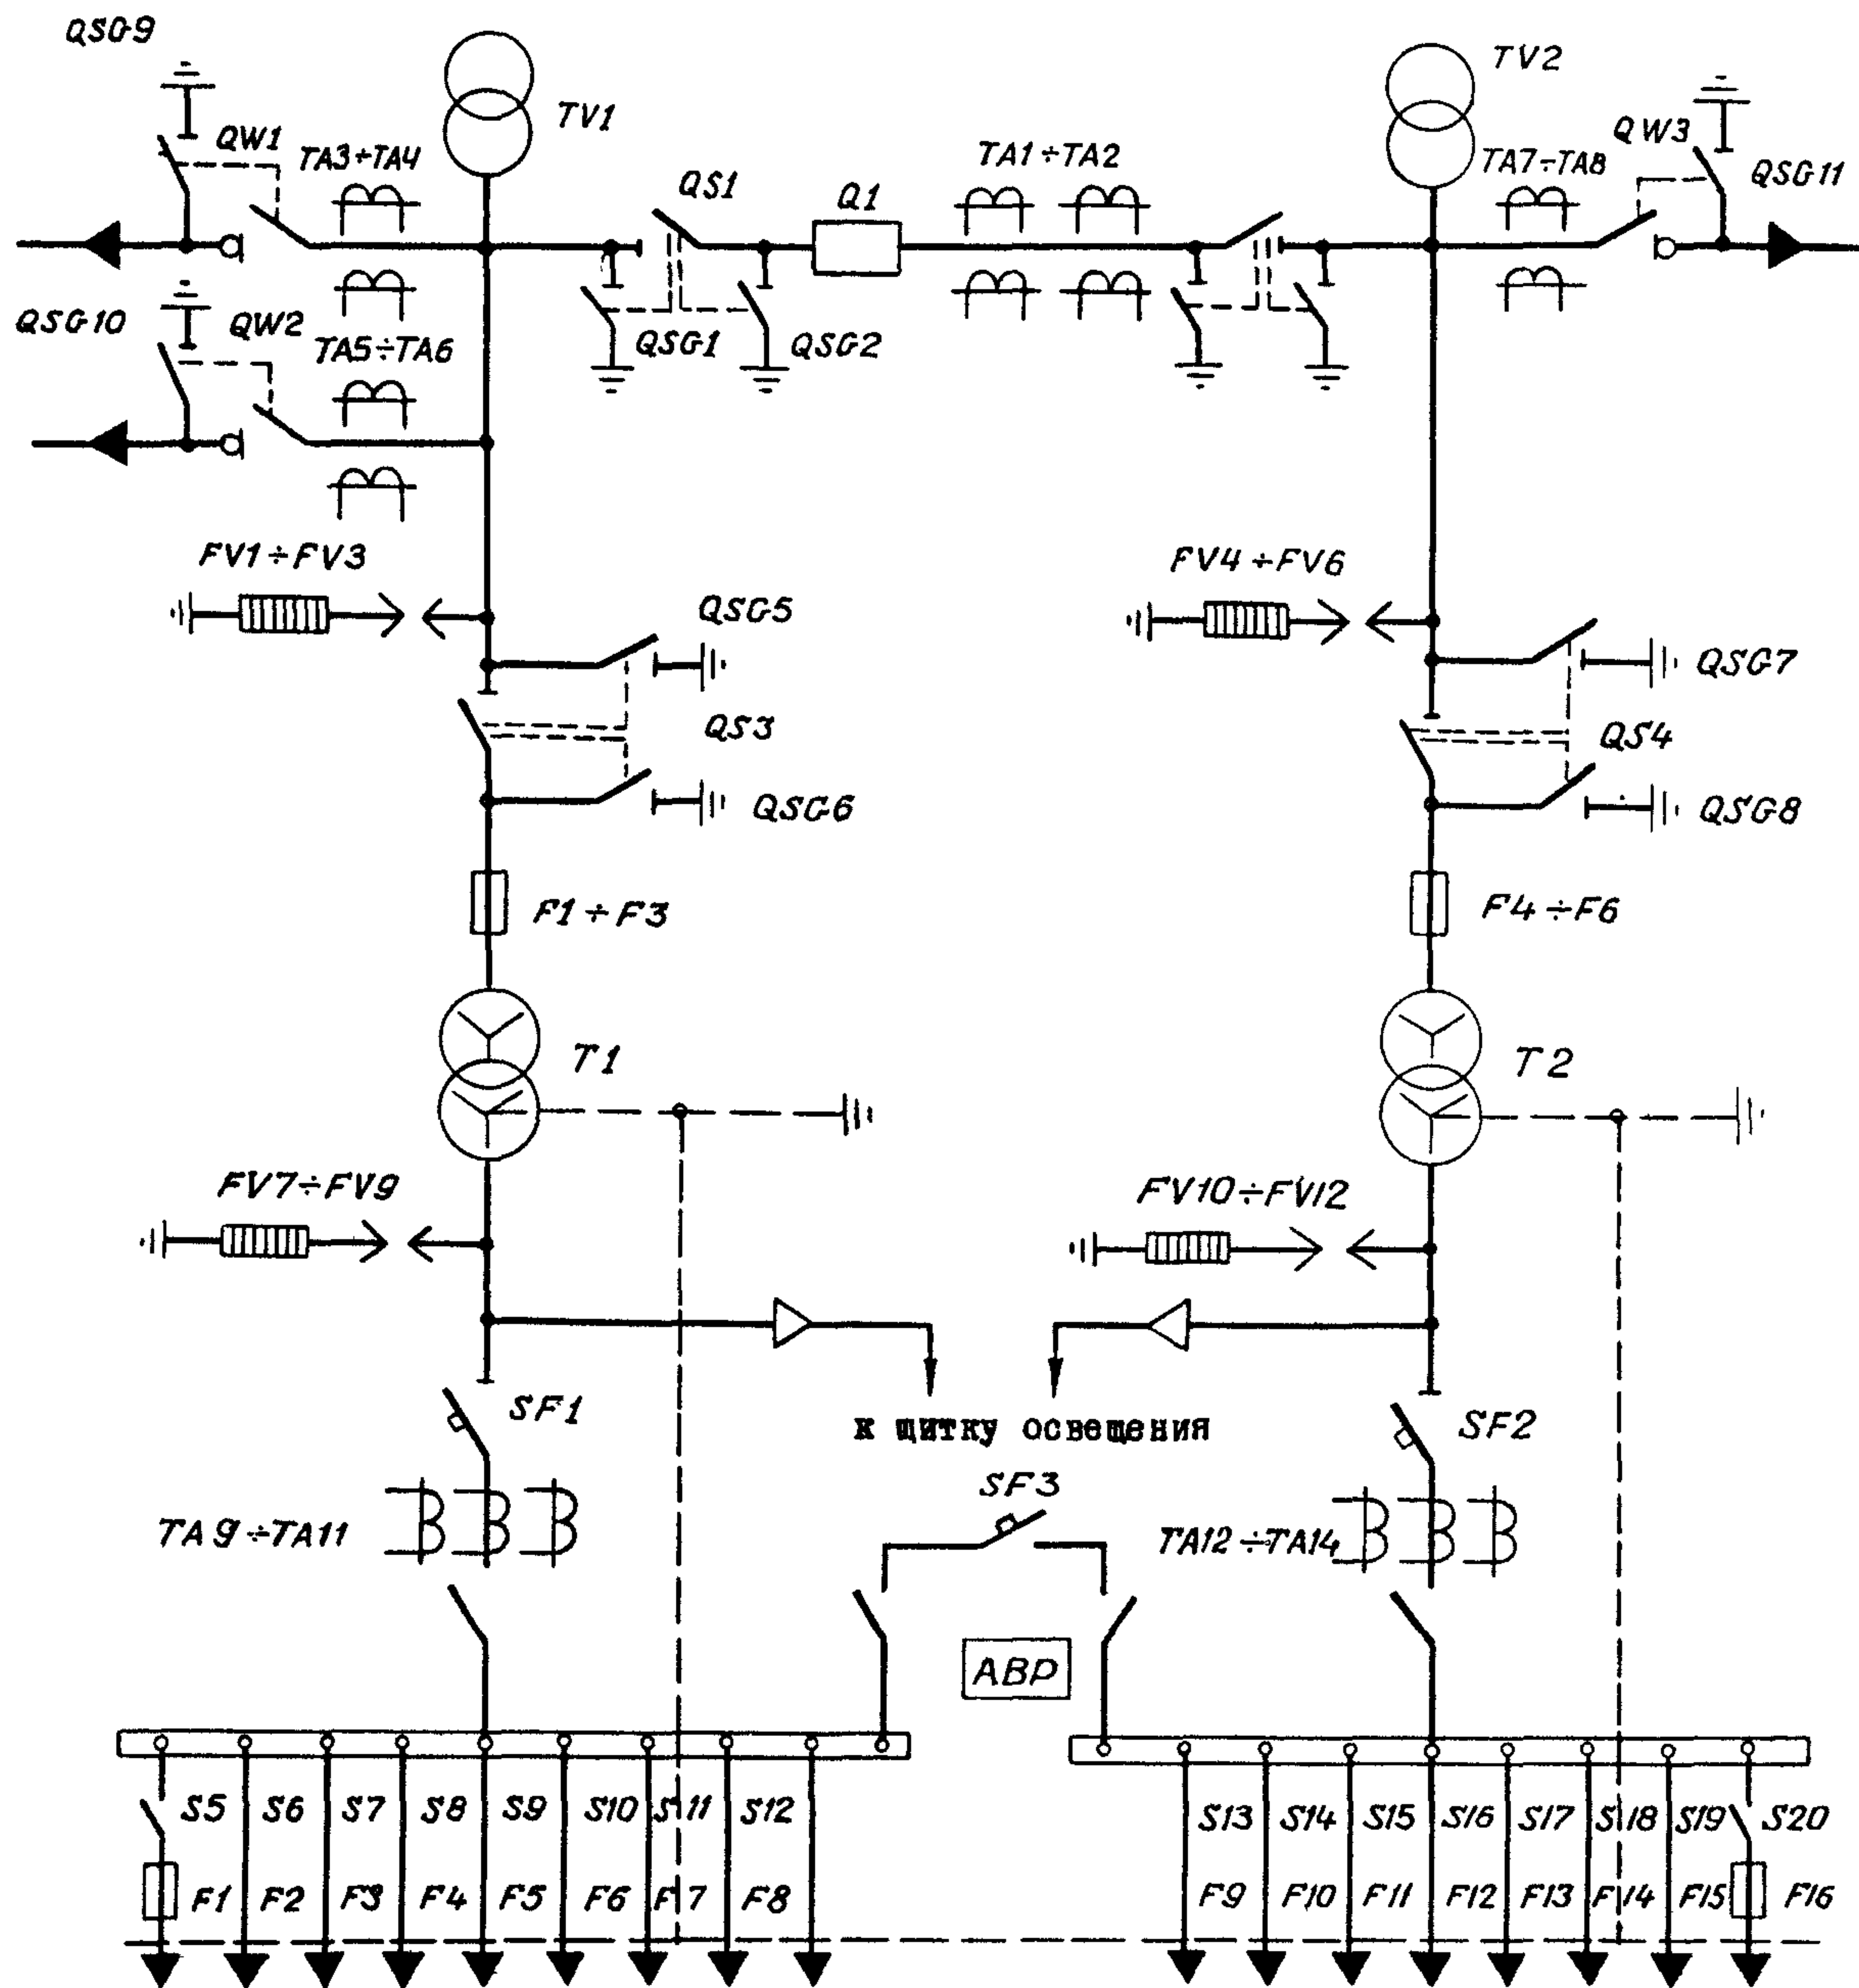 QSG9
TV1
TV2
QW1
TA3÷TA4
QS1
Q1
TA1÷TA2
TA7÷TA8
QW3
QSG11
QSG10
QW2
TA5÷TA6
QSG1
QSG2
FV1÷FV3
FV4÷FV6
QSG5
QSG7
QS3
QS4
QSG6
QSG8
F1÷F3
F4÷F6
T1
T2
FV7÷FV9
FV10÷FV12
SF1
SF2
к щитку освещения
SF3
TA9÷TA11
TA12÷TA14
АВР
S5 S6 S7 S8 S9 S10 S11 S12
S13 S14 S15 S16 S17 S18 S19 S20
F1 F2 F3 F4 F5 F6 F7 F8
F9 F10 F11 F12 F13 F14 F15 F16